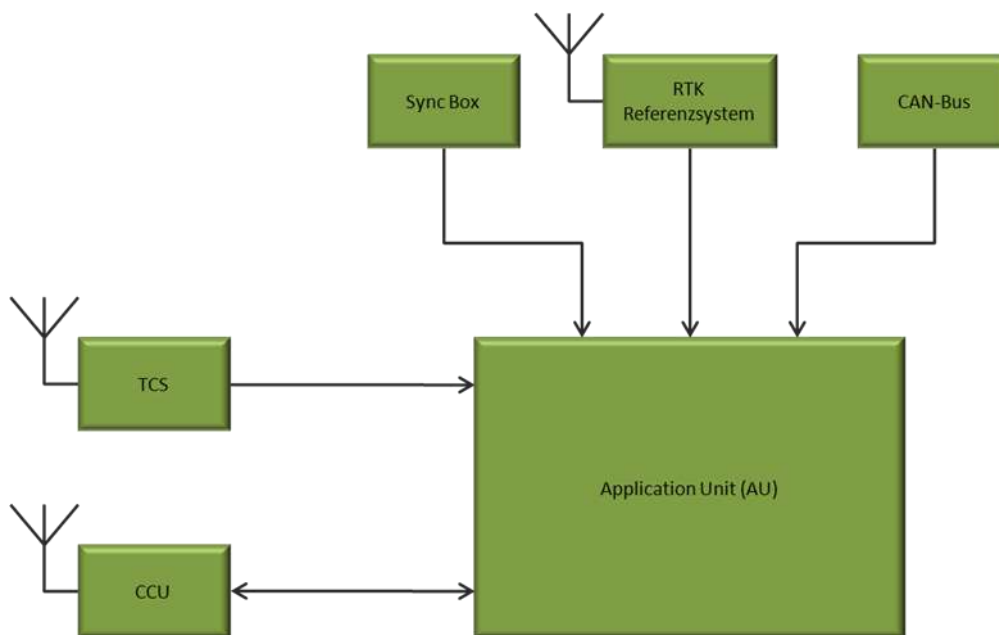 Sync Box
RTK
Referenzsystem
CAN-Bus
TCS
Application Unit (AU)
CCU